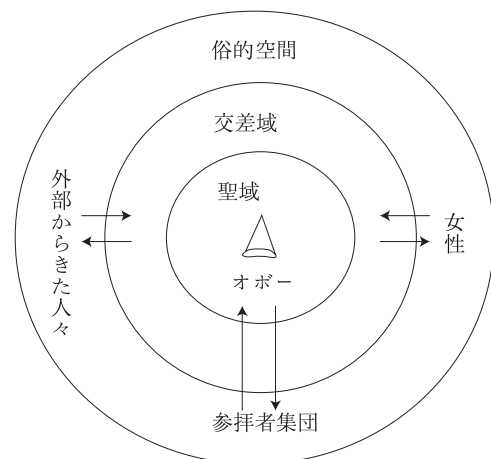 俗的空間
交差域
聖域
オボー
外部からきた人々
女性
参拝者集団